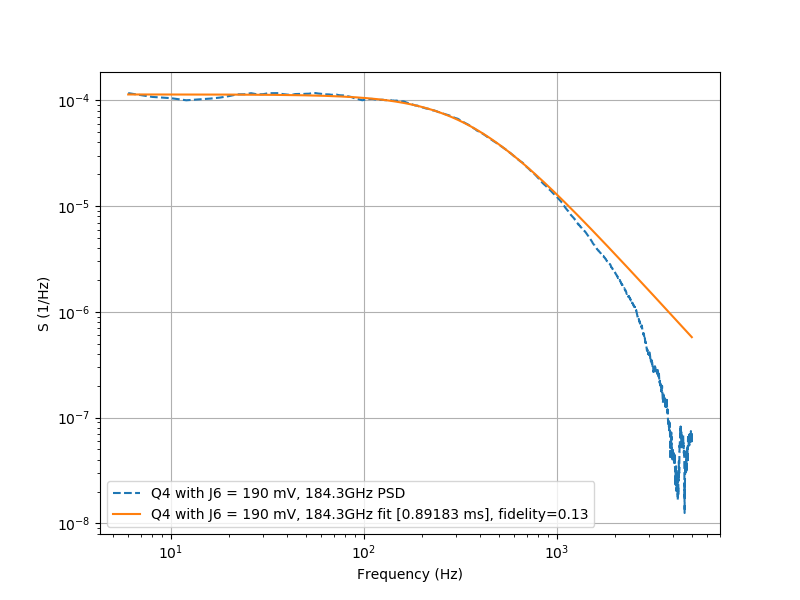 S (1/Hz)
10⁻⁴
10⁻⁵
10⁻⁶
10⁻⁷
10⁻⁸
Q4 with J6 = 190 mV, 184.3GHz PSD
Q4 with J6 = 190 mV, 184.3GHz fit [0.89183 ms], fidelity=0.13
10¹
10²
10³
Frequency (Hz)